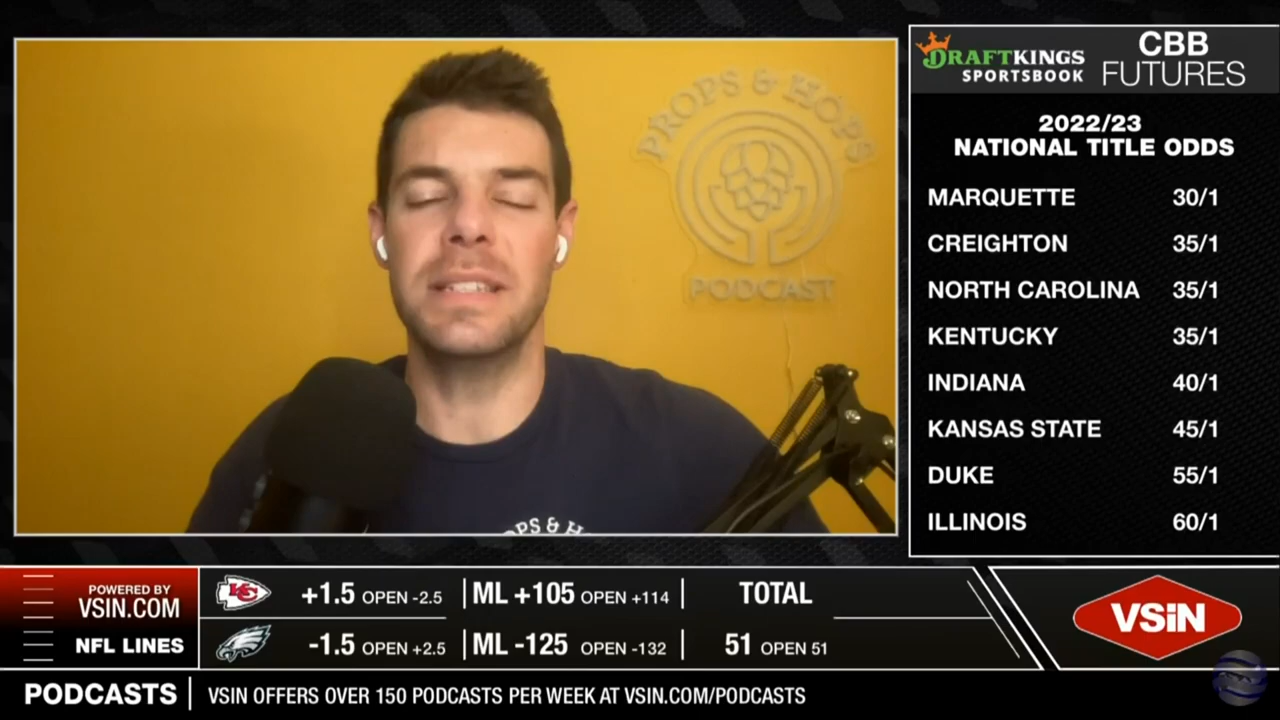 PROPS & HOPS
PODCAST
OPS & H
DRAFTKINGS
SPORTSBOOK
CBB
FUTURES
2022/23
NATIONAL TITLE ODDS
MARQUETTE 30/1
CREIGHTON 35/1
NORTH CAROLINA 35/1
KENTUCKY 35/1
INDIANA 40/1
KANSAS STATE 45/1
DUKE 55/1
ILLINOIS 60/1
POWERED BY
VSIN.COM
NFL LINES
KC +1.5 OPEN -2.5 ML +105 OPEN +114 TOTAL
-1.5 OPEN +2.5 ML -125 OPEN -132 51 OPEN 51
VSiN
PODCASTS VSIN OFFERS OVER 150 PODCASTS PER WEEK AT VSIN.COM/PODCASTS